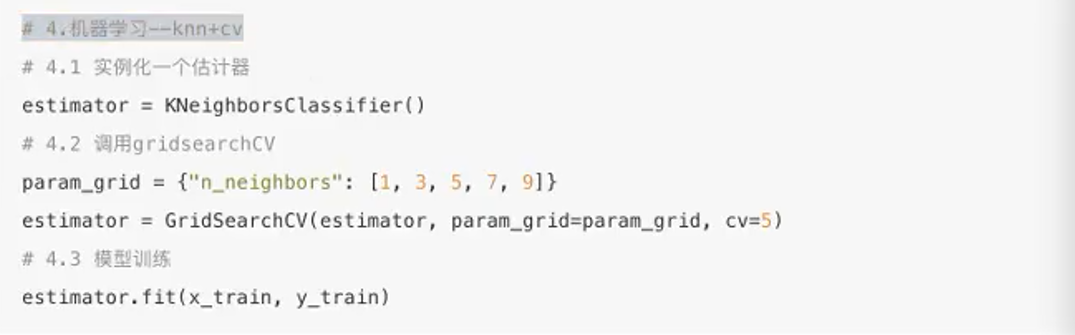 # 4.机器学习--knn+cv
# 4.1 实例化一个估计器
estimator = KNeighborsClassifier()
# 4.2 调用gridsearchCV
param_grid = {"n_neighbors": [1, 3, 5, 7, 9]}
estimator = GridSearchCV(estimator, param_grid=param_grid, cv=5)
# 4.3 模型训练
estimator.fit(x_train, y_train)